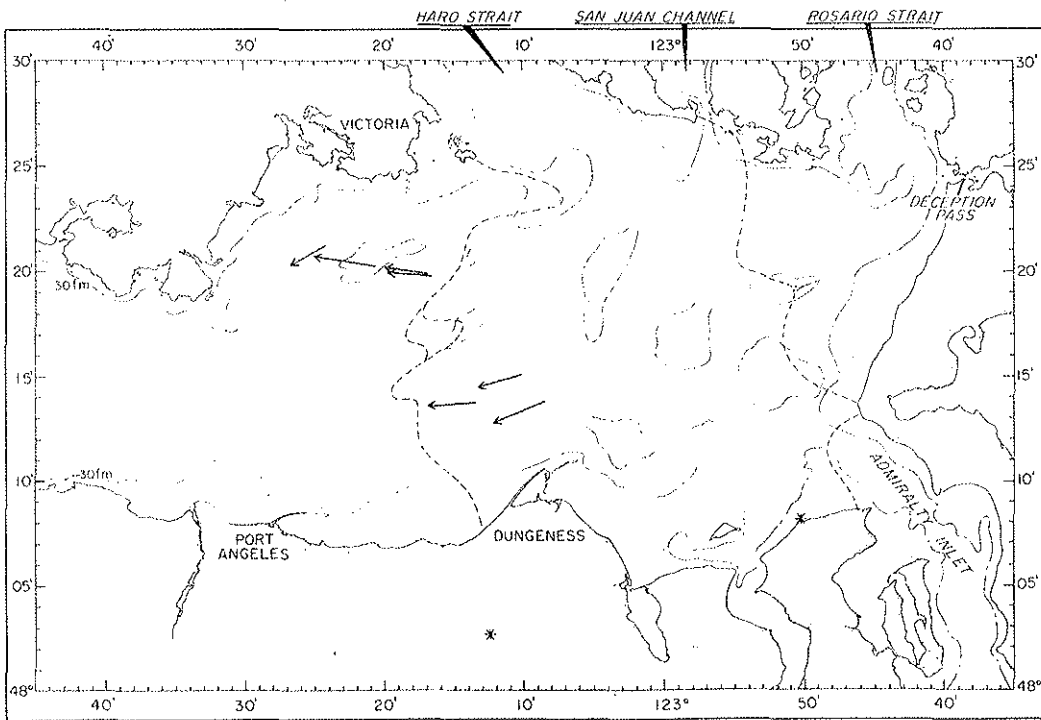 HARO STRAIT SAN JUAN CHANNEL ROSARIO STRAIT
40' 30' 20' 10' 123° 50' 40'
30' 30'
VICTORIA
25' 25'
DECEPTION
PASS
20' 20'
30fm
15' 15'
30fm
10' 10'
ADMIRALTY INLET
PORT
ANGELES
DUNGENESS
05' 05'
48° 48°
40' 30' 20' 10' 123° 50' 40'